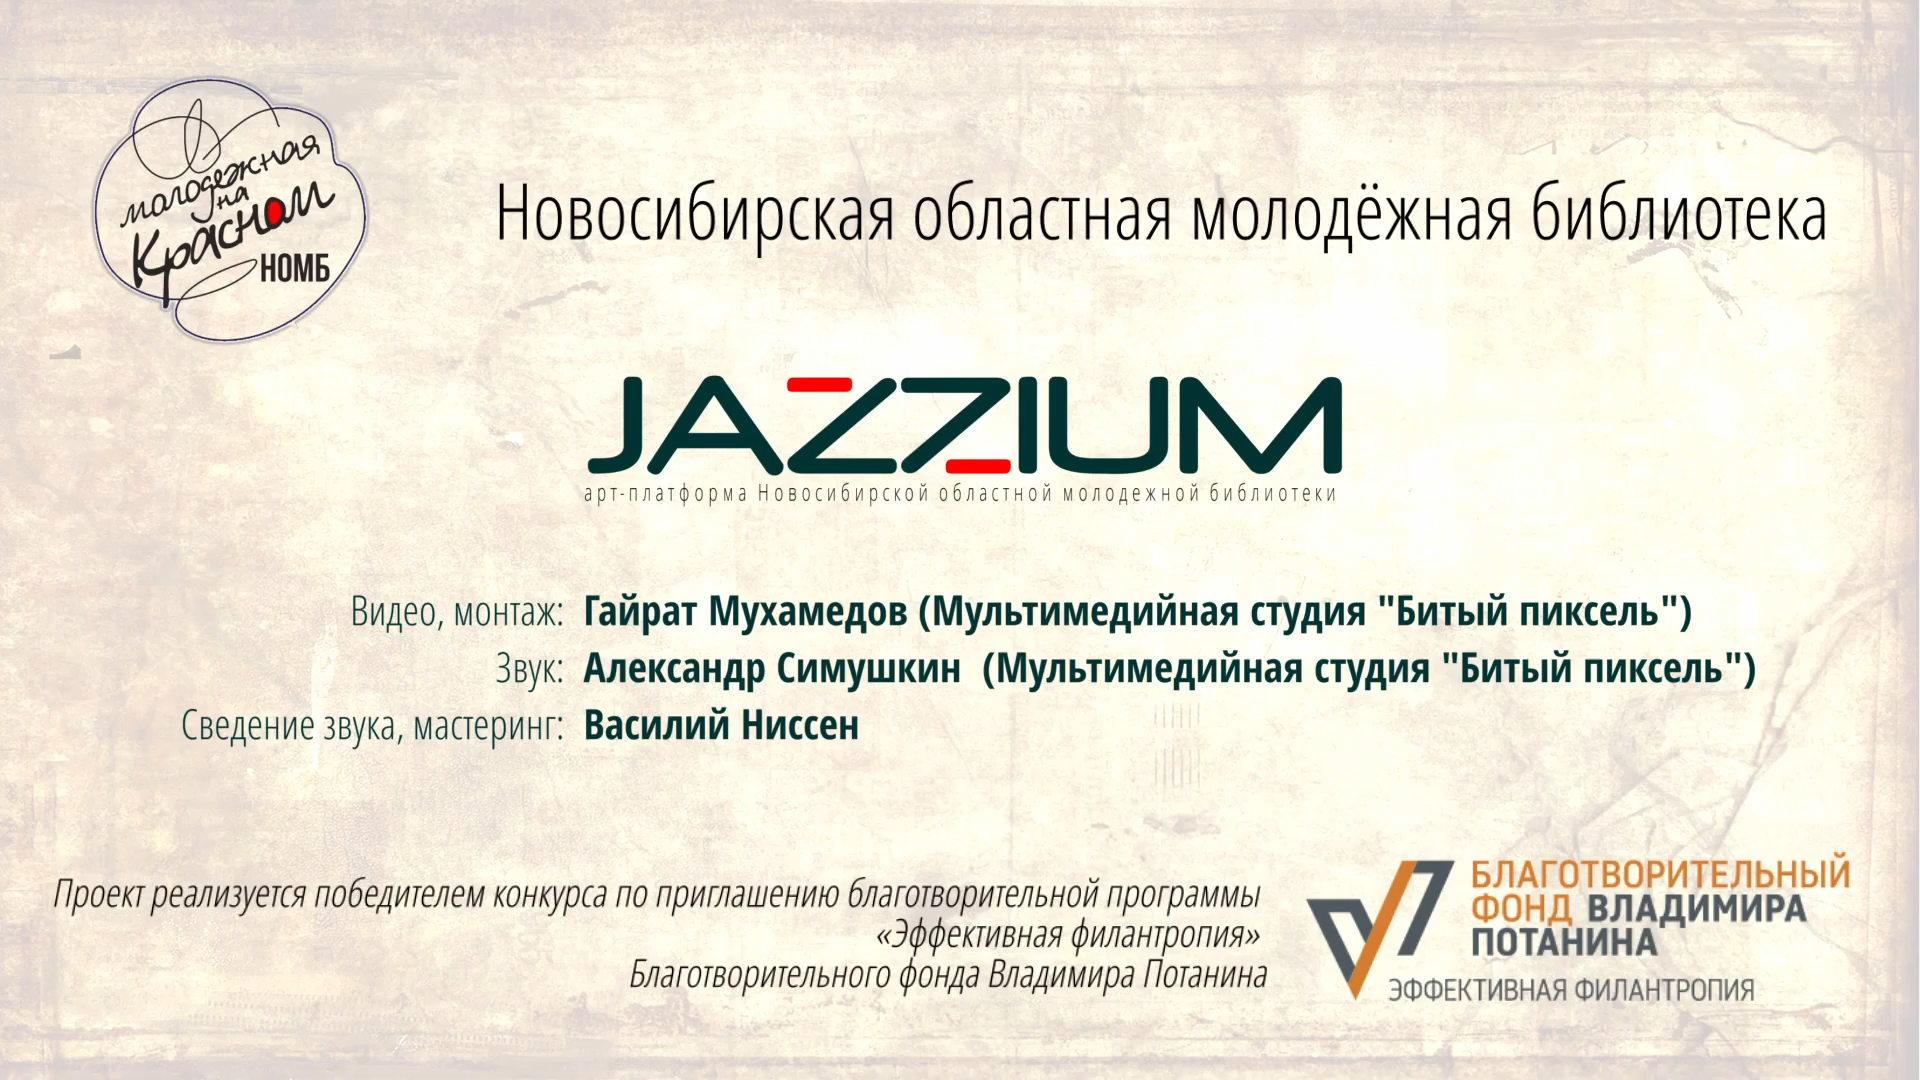 молодежная
на
Красном
НОМБ
Новосибирская областная молодёжная библиотека
JAZZIUM
арт-платформа Новосибирской областной молодежной библиотеки
Видео, монтаж: Гайрат Мухамедов (Мультимедийная студия "Битый пиксель")
Звук: Александр Симушкин (Мультимедийная студия "Битый пиксель")
Сведение звука, мастеринг: Василий Ниссен
Проект реализуется победителем конкурса по приглашению благотворительной программы
«Эффективная филантропия»
Благотворительного фонда Владимира Потанина
БЛАГОТВОРИТЕЛЬНЫЙ
ФОНД ВЛАДИМИРА
ПОТАНИНА
ЭФФЕКТИВНАЯ ФИЛАНТРОПИЯ